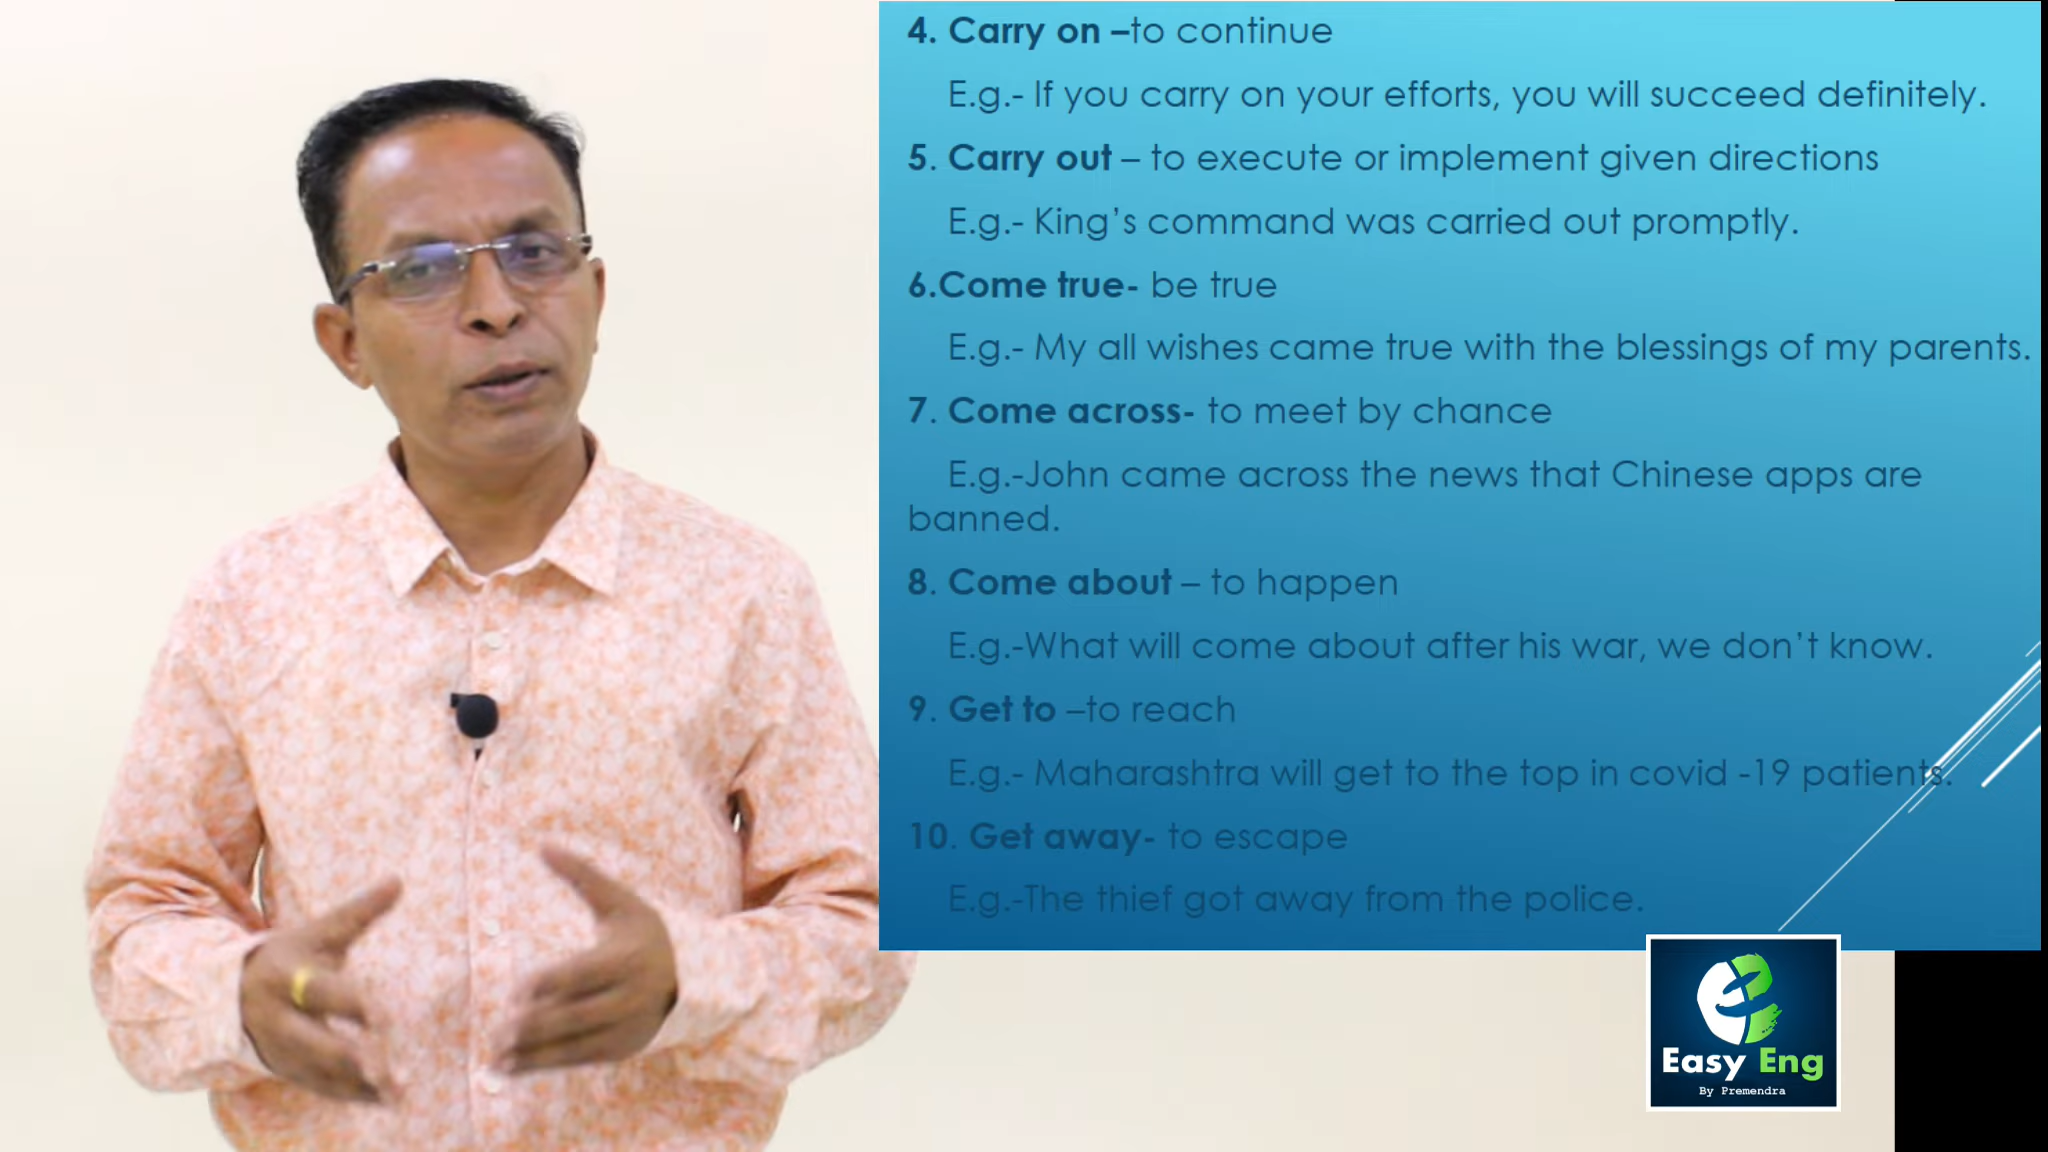 4. Carry on –to continue
E.g.- If you carry on your efforts, you will succeed definitely.
5. Carry out – to execute or implement given directions
E.g.- King’s command was carried out promptly.
6.Come true- be true
E.g.- My all wishes came true with the blessings of my parents.
7. Come across- to meet by chance
E.g.-John came across the news that Chinese apps are
banned.
8. Come about – to happen
E.g.-What will come about after his war, we don’t know.
9. Get to –to reach
E.g.- Maharashtra will get to the top in covid -19 patients.
10. Get away- to escape
E.g.-The thief got away from the police.
Easy Eng
By Premendra